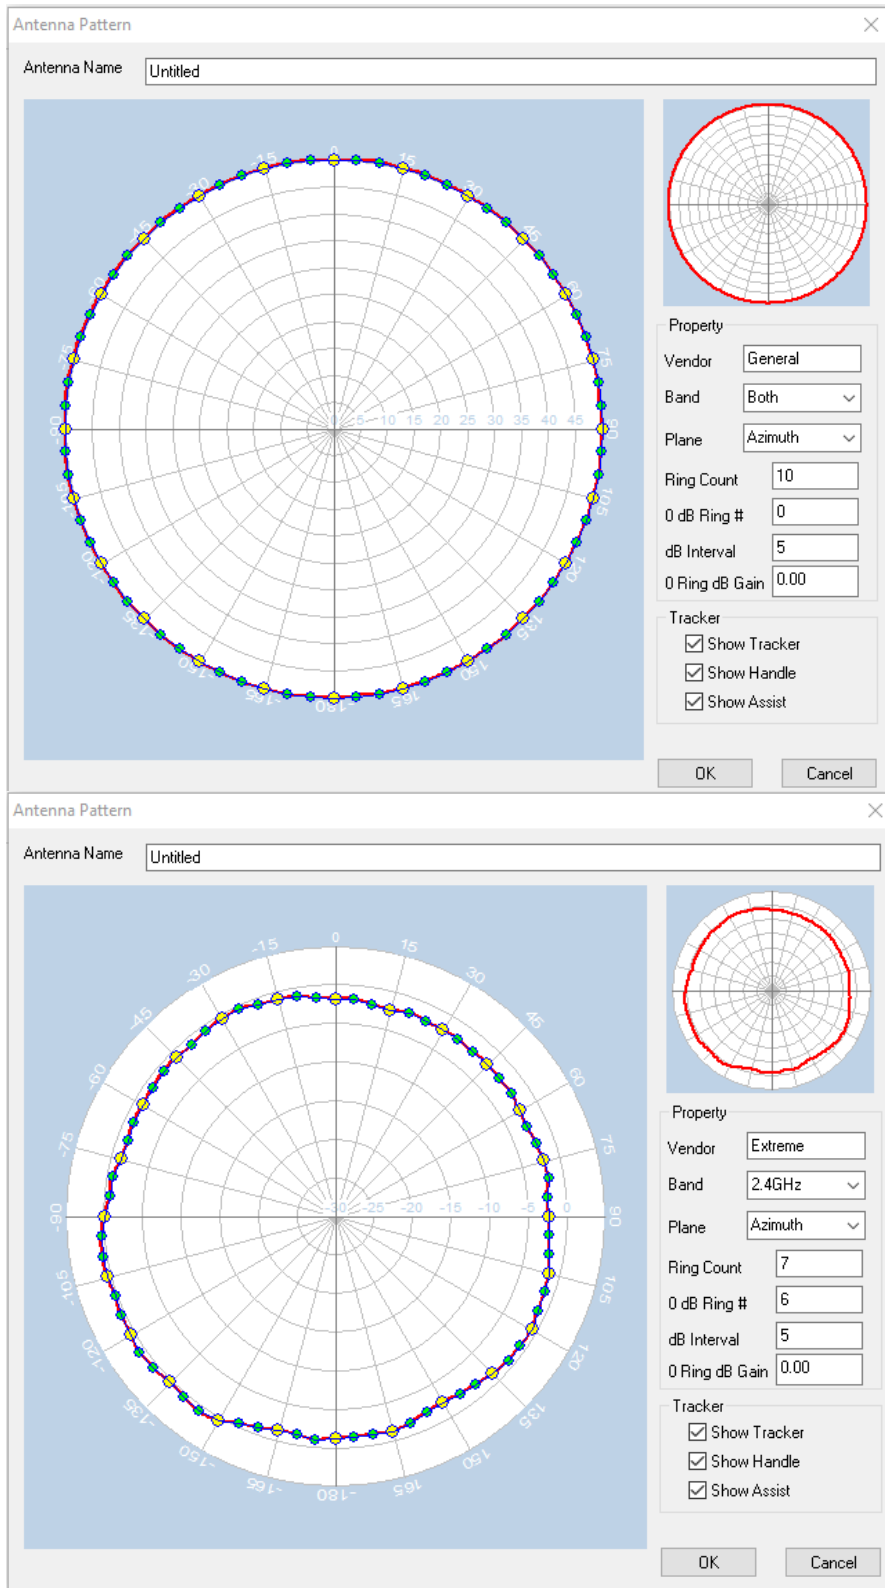 Antenna Pattern
Antenna Name Untitled
-15 0 15
-30 30
-45 45
-60 60
-75 75
5 10 15 20 25 30 35 40 45
-90 90
-105 105
-120 120
-135 135
-150 150
-180 165
Property
Vendor General
Band Both
Plane Azimuth
Ring Count 10
0 dB Ring # 0
dB Interval 5
0 Ring dB Gain 0.00
Tracker
Show Tracker
Show Handle
Show Assist
OK Cancel
Antenna Pattern
Antenna Name Untitled
-15 0 15
-30 30
-45 45
-60 60
-75 75
-30 -25 -20 -15 -10 -5 0
-90 90
-105 105
-120 120
-135 135
-150 150
-165 -180 165
Property
Vendor Extreme
Band 2.4GHz
Plane Azimuth
Ring Count 7
0 dB Ring # 6
dB Interval 5
0 Ring dB Gain 0.00
Tracker
Show Tracker
Show Handle
Show Assist
OK Cancel